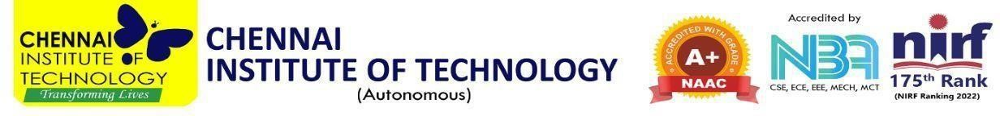 CHENNAI
INSTITUTE OF
TECHNOLOGY
Transforming Lives
CHENNAI
INSTITUTE OF TECHNOLOGY
(Autonomous)
ACCREDITED WITH GRADE
A+
NAAC
Accredited by
NBA
CSE, ECE, EEE, MECH, MCT
nirf
175th Rank
(NIRF Ranking 2022)